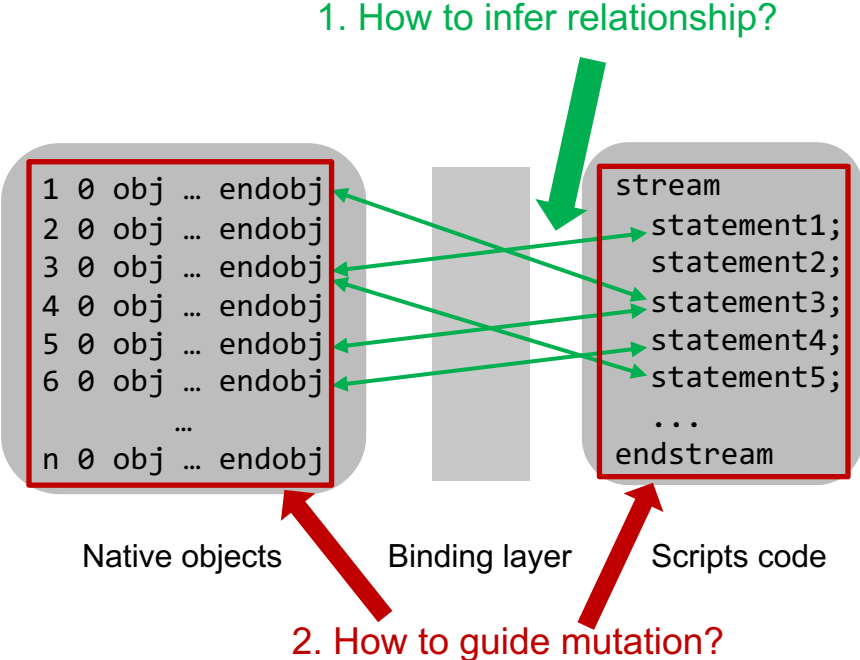 1. How to infer relationship?
1 0 obj … endobj
2 0 obj … endobj
3 0 obj … endobj
4 0 obj … endobj
5 0 obj … endobj
6 0 obj … endobj
…
n 0 obj … endobj
stream
statement1;
statement2;
statement3;
statement4;
statement5;
...
endstream
Native objects
Binding layer
Scripts code
2. How to guide mutation?